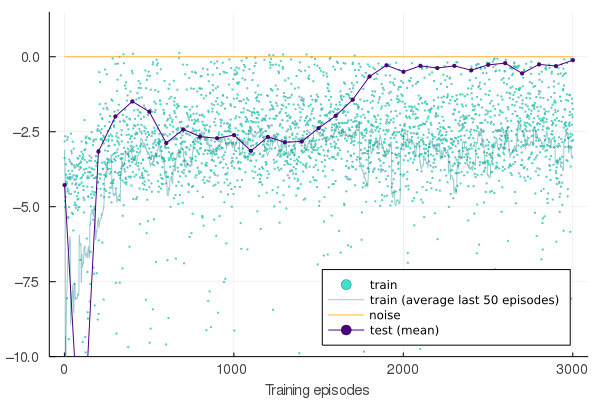 0.0
−2.5
−5.0
−7.5
−10.0
train
train (average last 50 episodes)
noise
test (mean)
0 1000 2000 3000
Training episodes